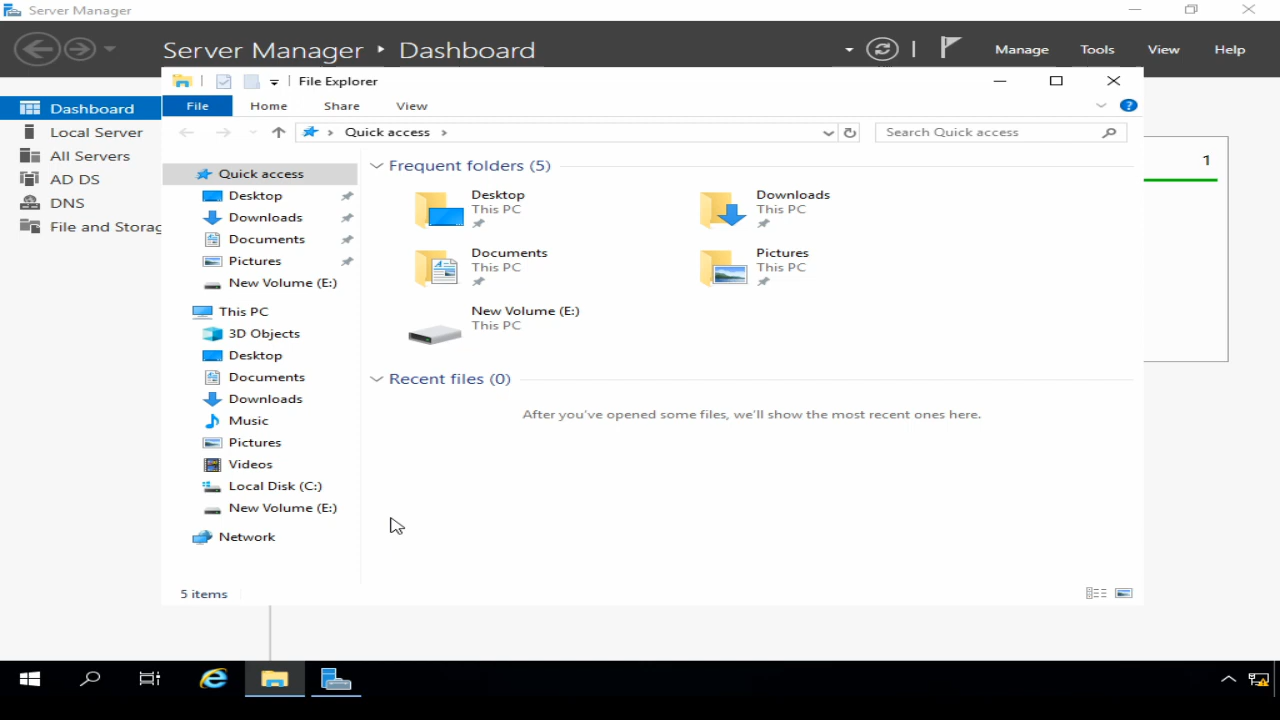 Server Manager
Server Manager Dashboard
Manage Tools View Help
File Explorer
File Home Share View
Quick access
Search Quick access
Dashboard
Local Server
All Servers
AD DS
DNS
File and Storag
1
Quick access
Desktop
Downloads
Documents
Pictures
New Volume (E:)
This PC
3D Objects
Desktop
Documents
Downloads
Music
Pictures
Videos
Local Disk (C:)
New Volume (E:)
Network
Frequent folders (5)
Desktop
This PC
Downloads
This PC
Documents
This PC
Pictures
This PC
New Volume (E:)
This PC
Recent files (0)
After you've opened some files, we'll show the most recent ones here.
5 items